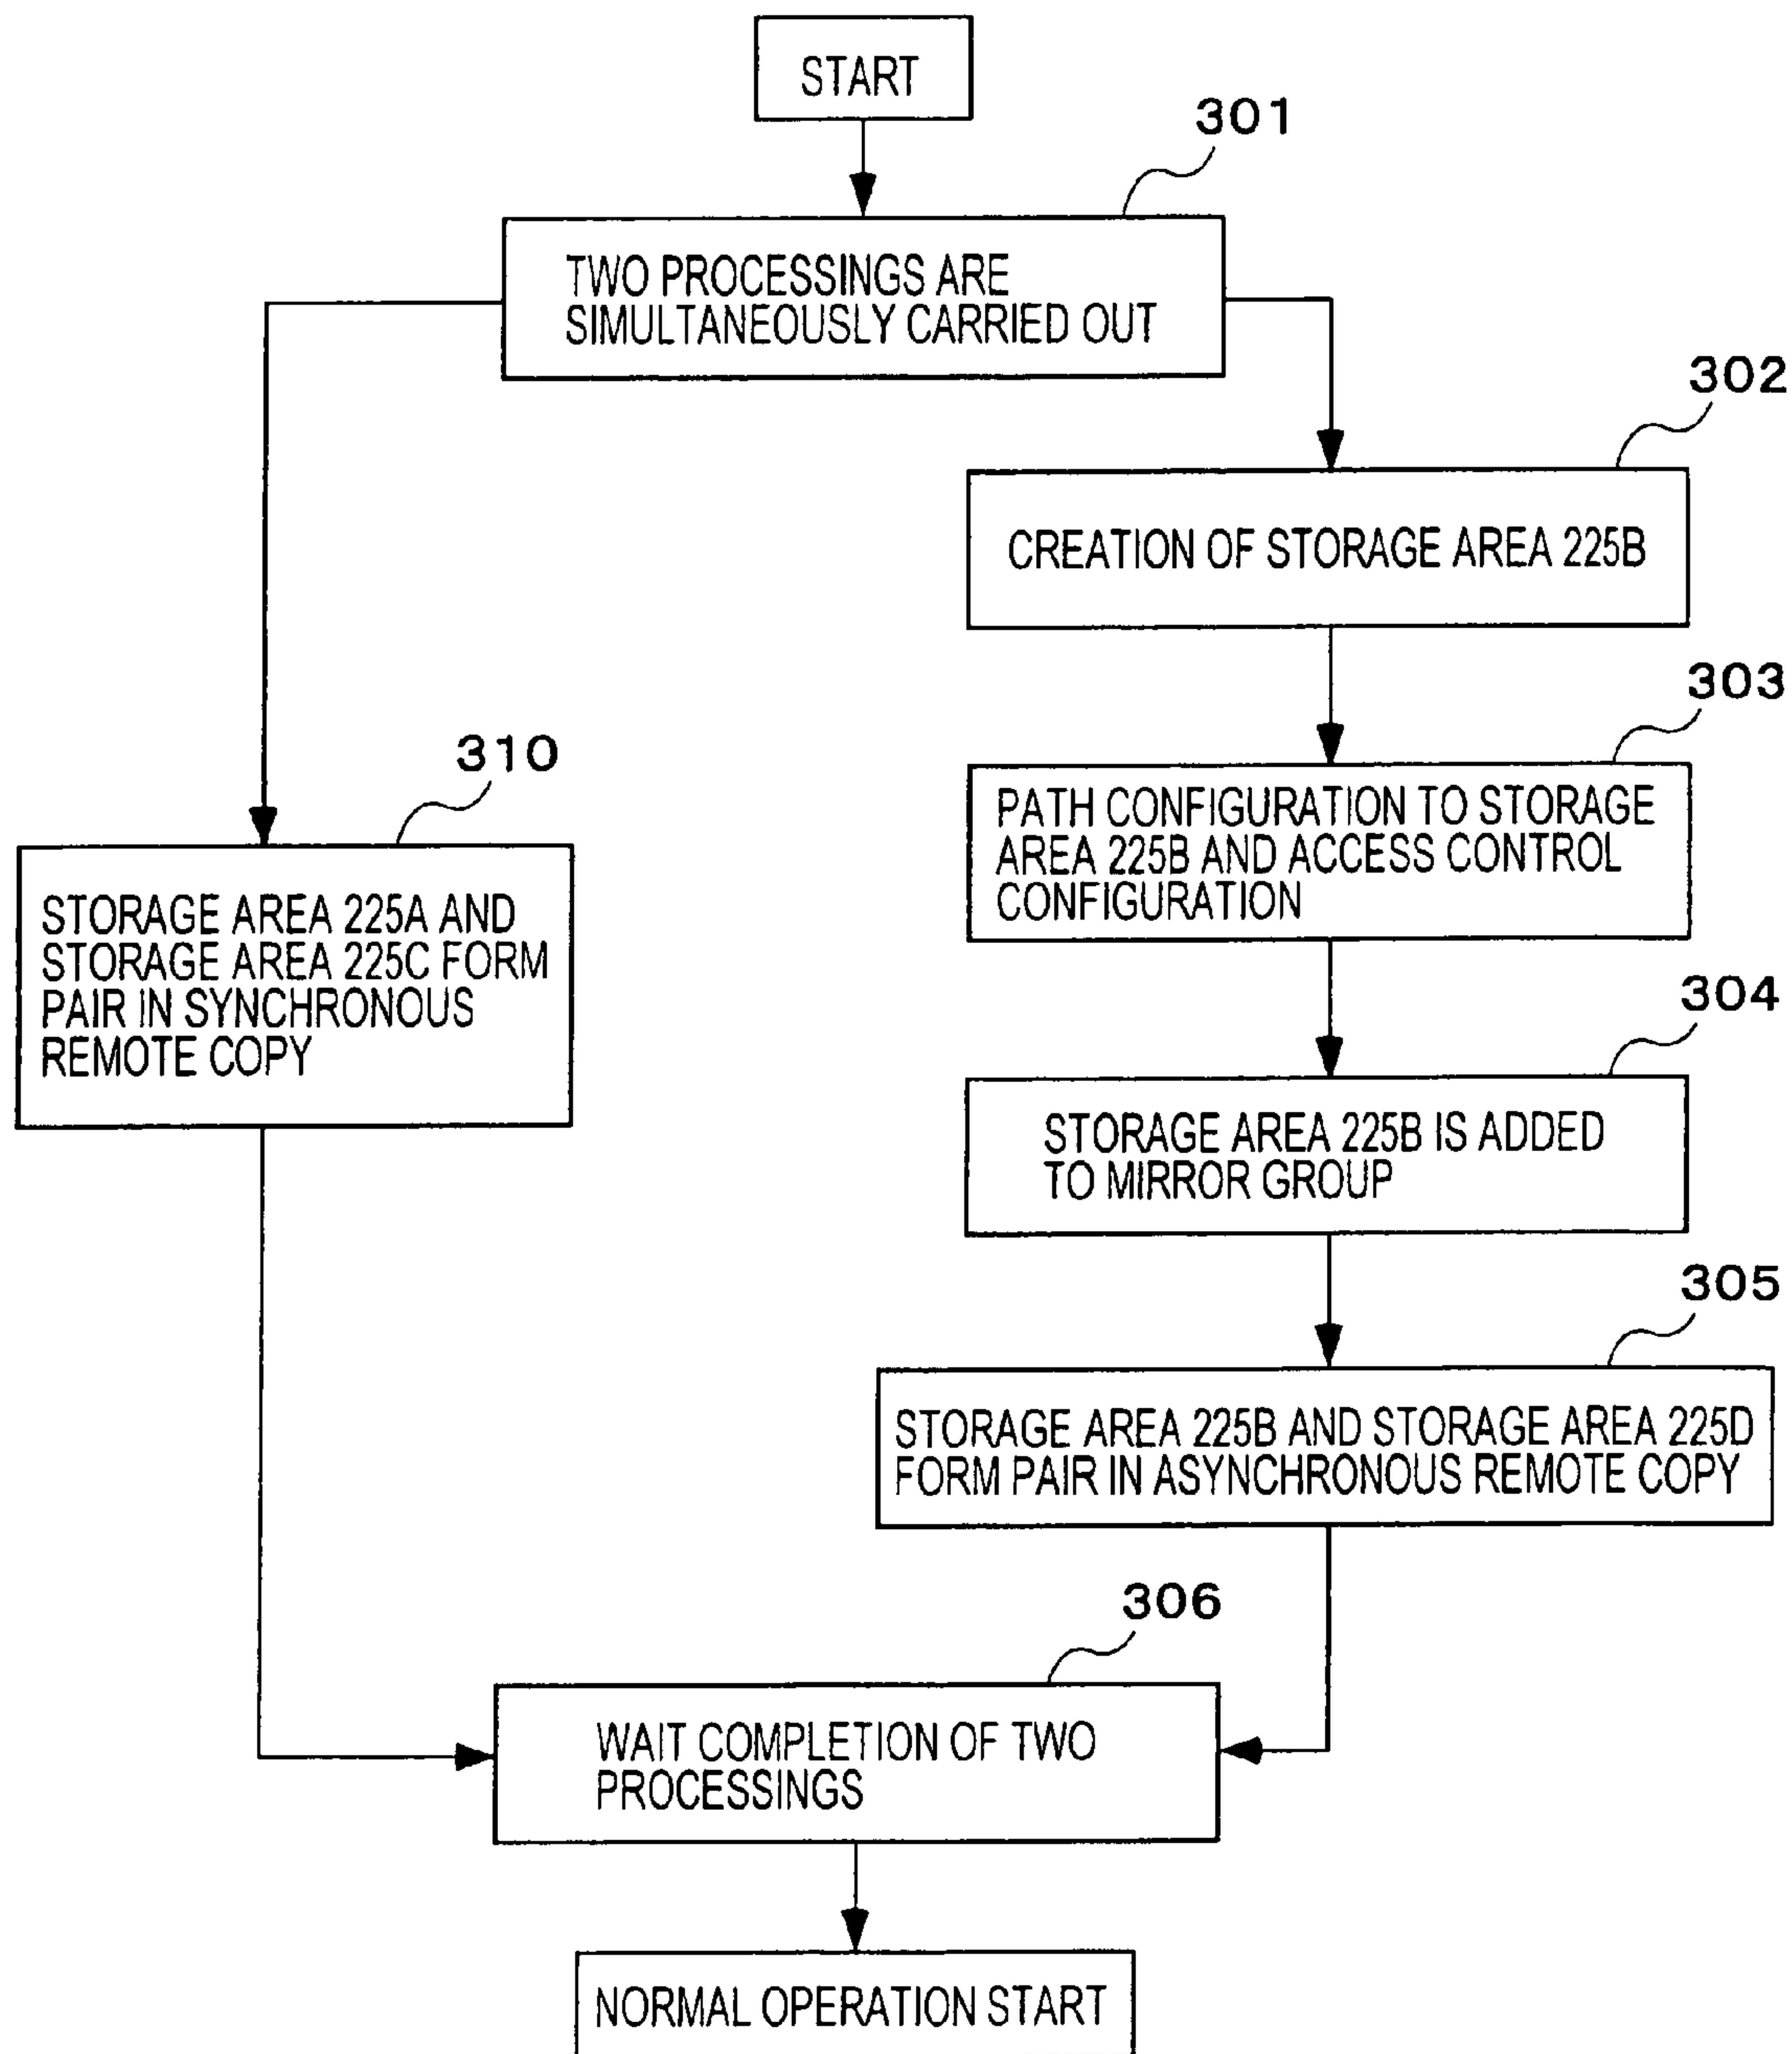 START
301
TWO PROCESSINGS ARE
SIMULTANEOUSLY CARRIED OUT
302
CREATION OF STORAGE AREA 225B
303
PATH CONFIGURATION TO STORAGE
AREA 225B AND ACCESS CONTROL
CONFIGURATION
310
STORAGE AREA 225A AND
STORAGE AREA 225C FORM
PAIR IN SYNCHRONOUS
REMOTE COPY
304
STORAGE AREA 225B IS ADDED
TO MIRROR GROUP
305
STORAGE AREA 225B AND STORAGE AREA 225D
FORM PAIR IN ASYNCHRONOUS REMOTE COPY
306
WAIT COMPLETION OF TWO
PROCESSINGS
NORMAL OPERATION START